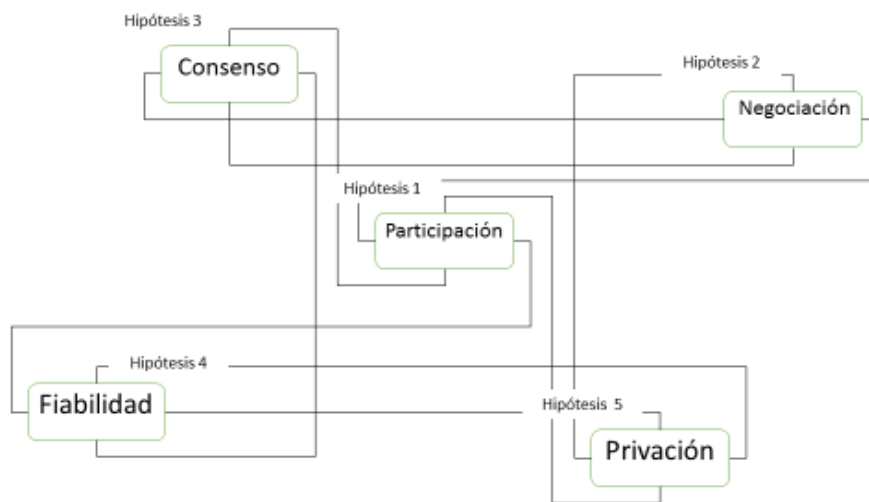 Hipótesis 3
Consenso
Hipótesis 2
Negociación
Hipótesis 1
Participación
Hipótesis 4
Fiabilidad
Hipótesis 5
Privación